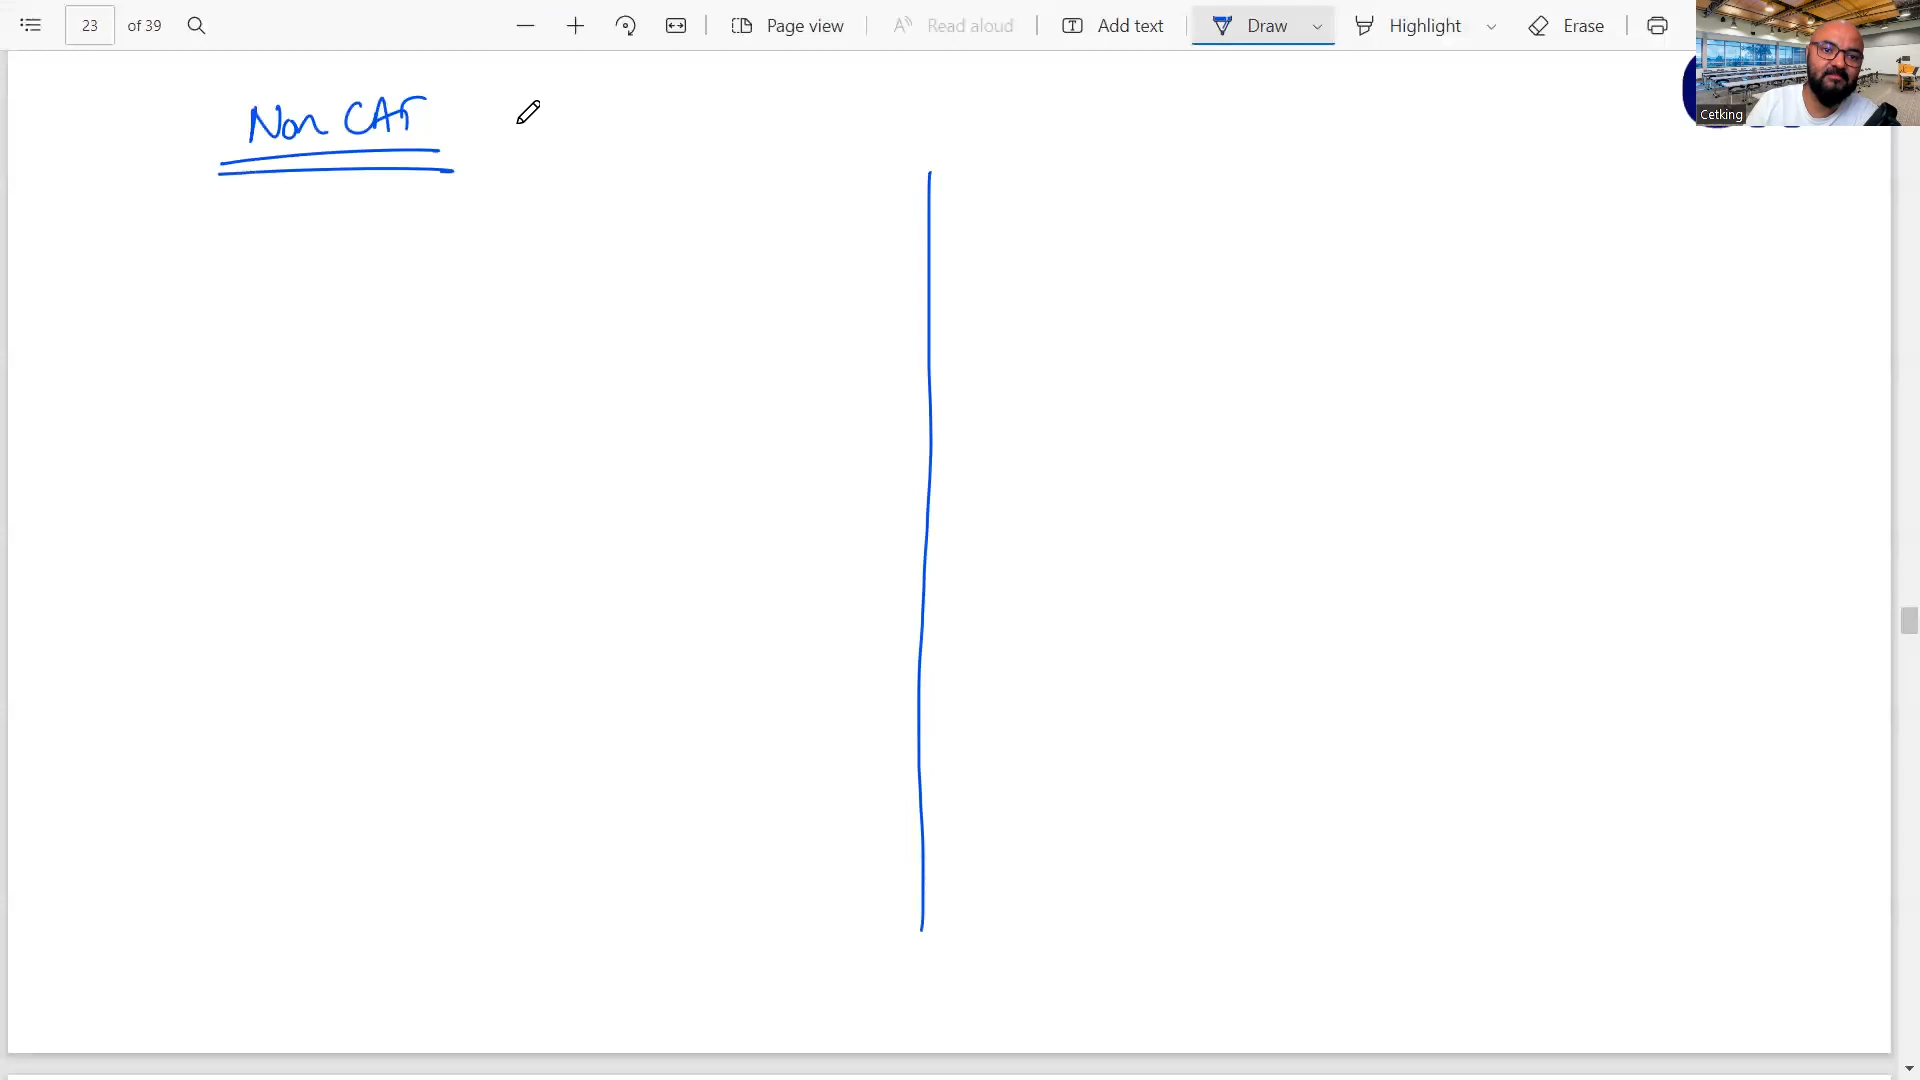 23 of 39 Page view Read aloud Add text Draw Highlight Erase
Cetking
Non CAT